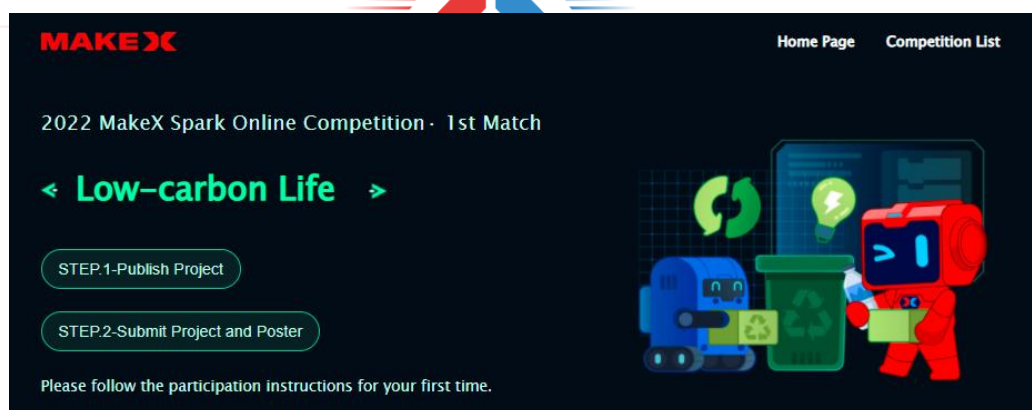 MAKEX
Home Page Competition List
2022 MakeX Spark Online Competition · 1st Match
< Low-carbon Life >
STEP.1-Publish Project
STEP.2-Submit Project and Poster
Please follow the participation instructions for your first time.